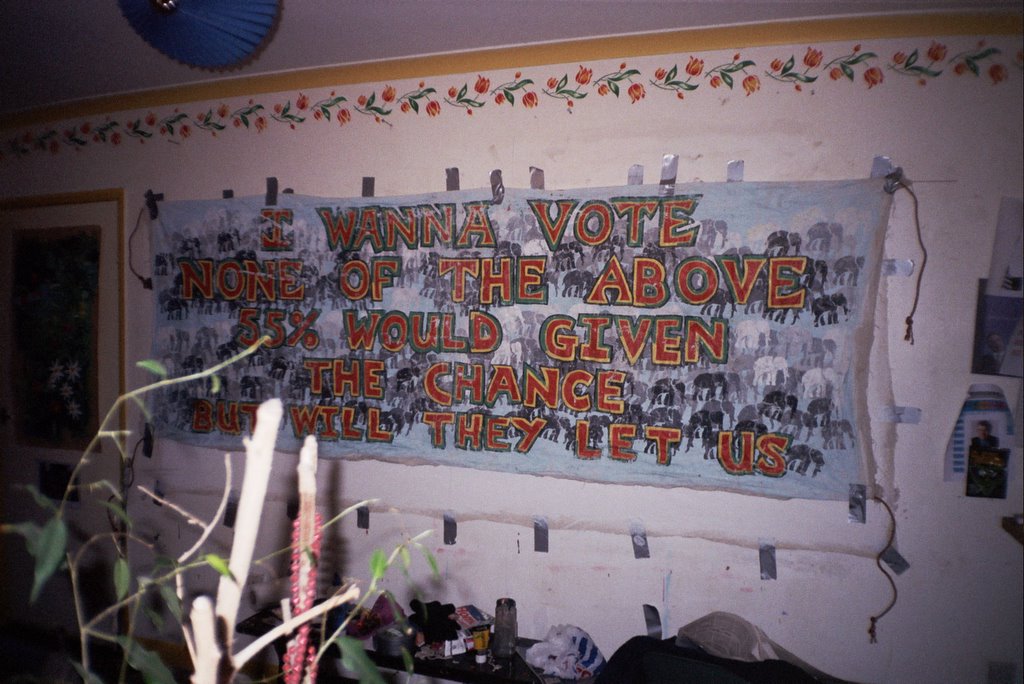 I WANNA VOTE
NONE OF THE ABOVE
55% WOULD GIVEN
THE CHANCE
BUT WILL THEY LET US